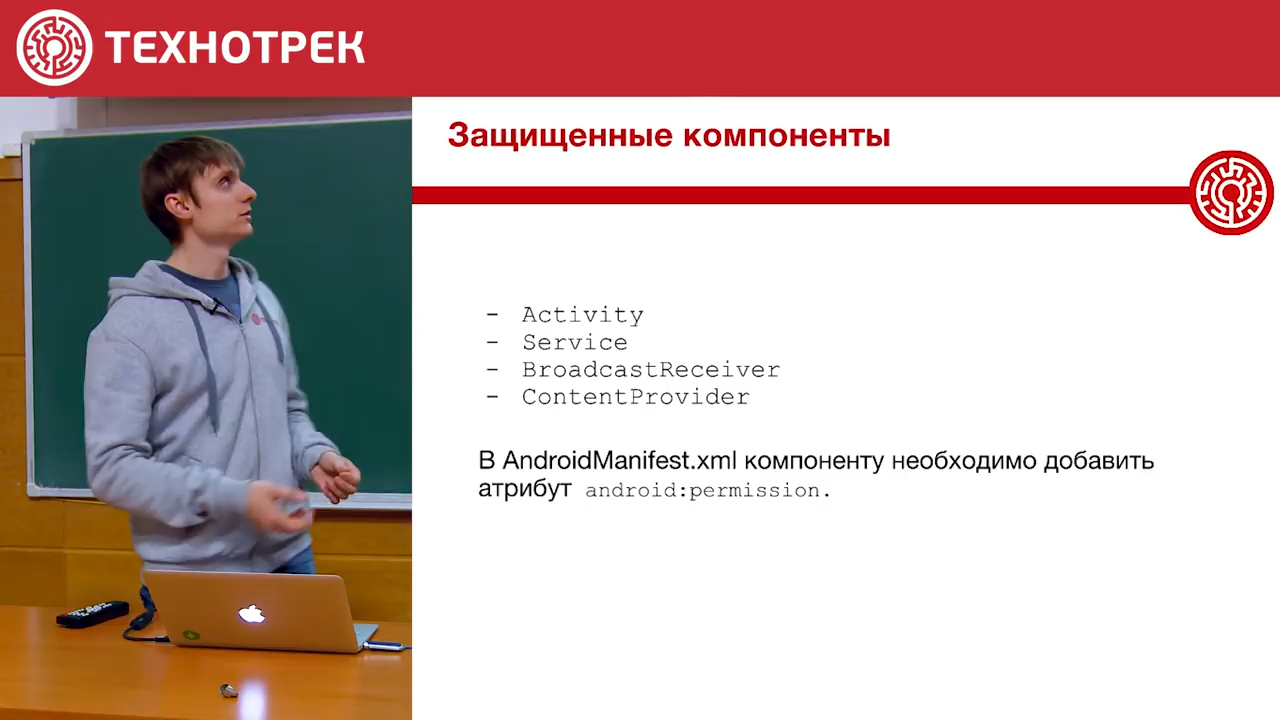 ТЕХНОТРЕК
Защищенные компоненты
- Activity
- Service
- BroadcastReceiver
- ContentProvider
В AndroidManifest.xml компоненту необходимо добавить
атрибут android:permission.